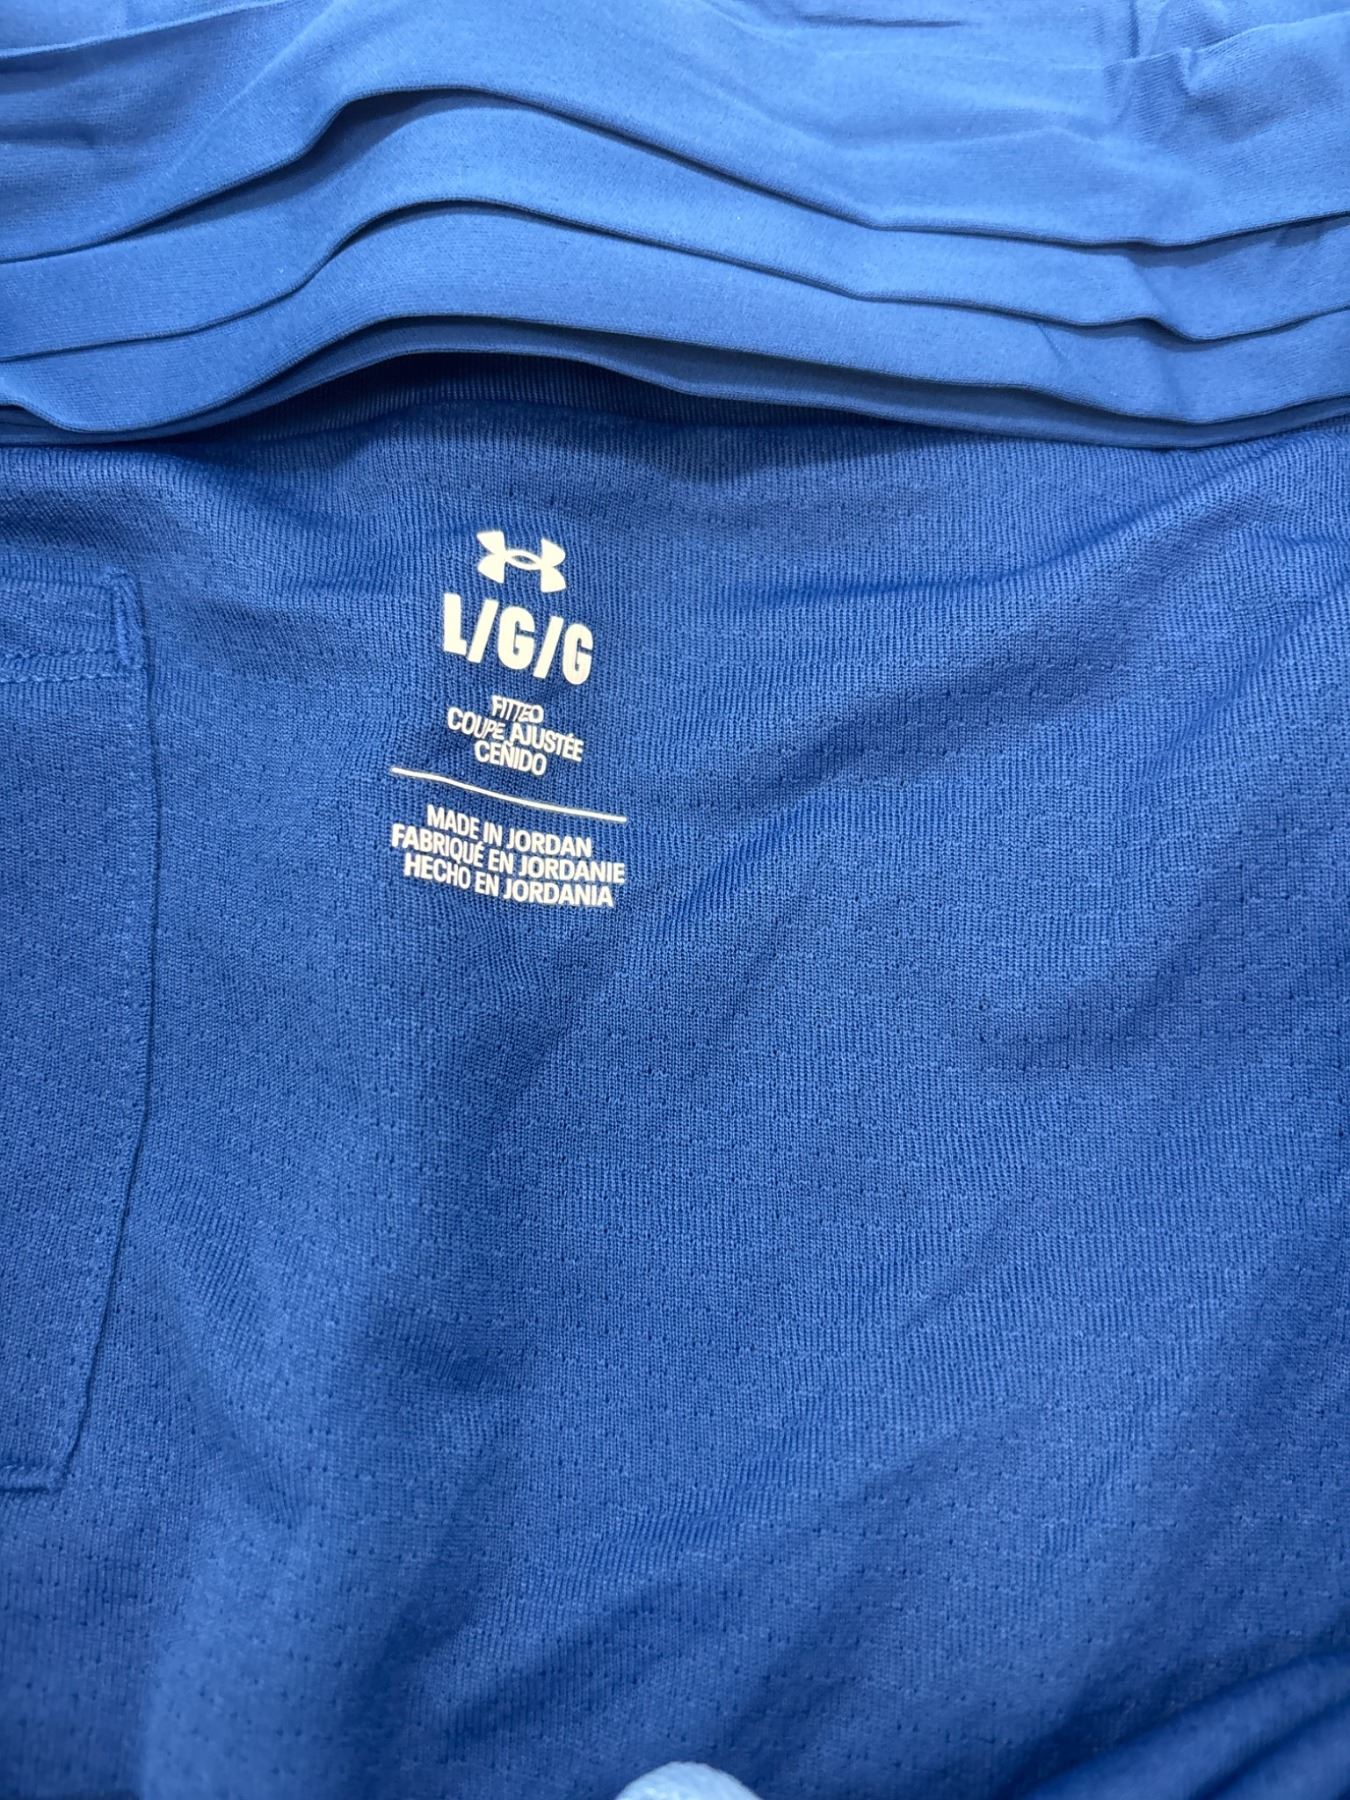 L/G/G
FITTED
COUPE AJUSTÉE
CEÑIDO
MADE IN JORDAN
FABRIQUÉ EN JORDANIE
HECHO EN JORDANIA